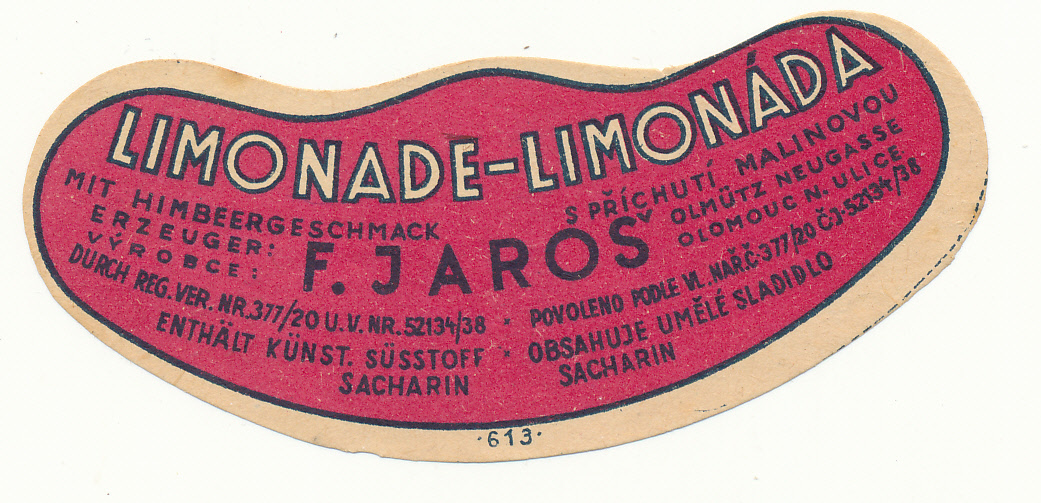 LIMONADE-LIMONÁDA
MIT HIMBEERGESCHMACK
ERZEUGER:
VÝROBCE:
F. JAROŠ
S PŘÍCHUTÍ MALINOVOU
OLMÜTZ NEUGASSE
OLOMOUC N. ULICE
DURCH REG. VER. NR. 377/20 U. V. NR. 52134/38
ENTHÄLT KÜNST. SÜSSTOFF
SACHARIN
POVOLENO PODLE VL. NAŘ. Č. 377/20 Č. J. 52134/38
OBSAHUJE UMĚLÉ SLADIDLO
SACHARIN
·613·